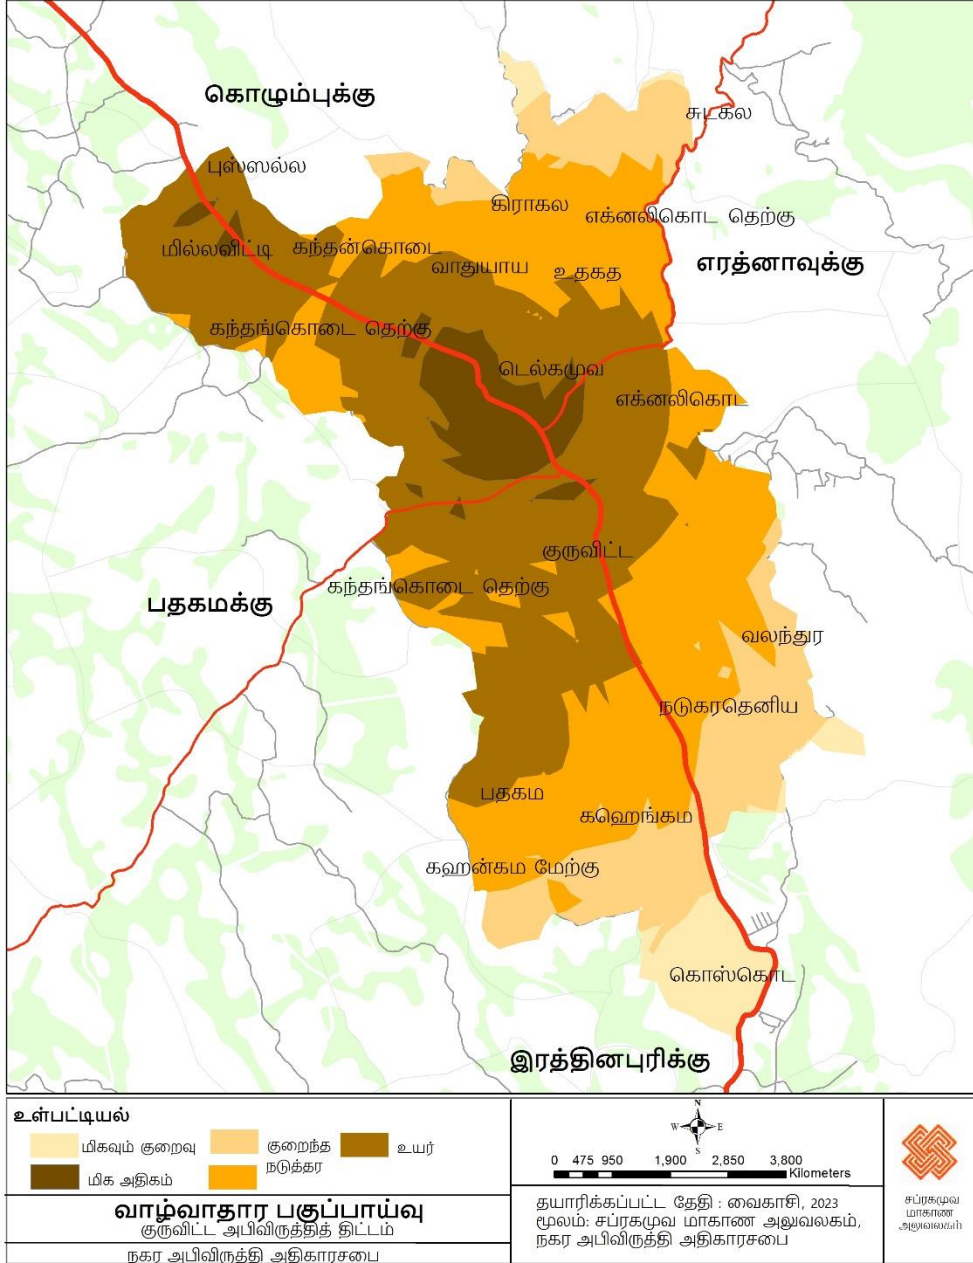 கொழும்புக்கு
சுடகல
புஸ்ஸல்ல
கிராகல
எக்னலிகொட தெற்கு
மில்லவிட்டி
கந்தன்கொடை
வாதுயாய
உதகத
எரத்னாவுக்கு
கந்தங்கொடை தெற்கு
டெல்கமுவ
எக்னலிகொட
குருவிட்ட
கந்தங்கொடை தெற்கு
பதகமக்கு
வலந்துர
நடுகரதெனிய
பதகம
கஹெங்கம
கஹன்கம மேற்கு
கொஸ்கொட
இரத்தினபுரிக்கு
உள்பட்டியல்
மிகவும் குறைவு
குறைந்த
உயர்
மிக அதிகம்
நடுத்தர
வாழ்வாதார பகுப்பாய்வு
குருவிட்ட அபிவிருத்தித் திட்டம்
நகர அபிவிருத்தி அதிகாரசபை
N
W E
S
0 475 950 1,900 2,850 3,800
Kilometers
தயாரிக்கப்பட்ட தேதி : வைகாசி, 2023
மூலம்: சப்ரகமுவ மாகாண அலுவலகம்,
நகர அபிவிருத்தி அதிகாரசபை
சப்ரகமுவ
மாகாண
அலுவலகம்